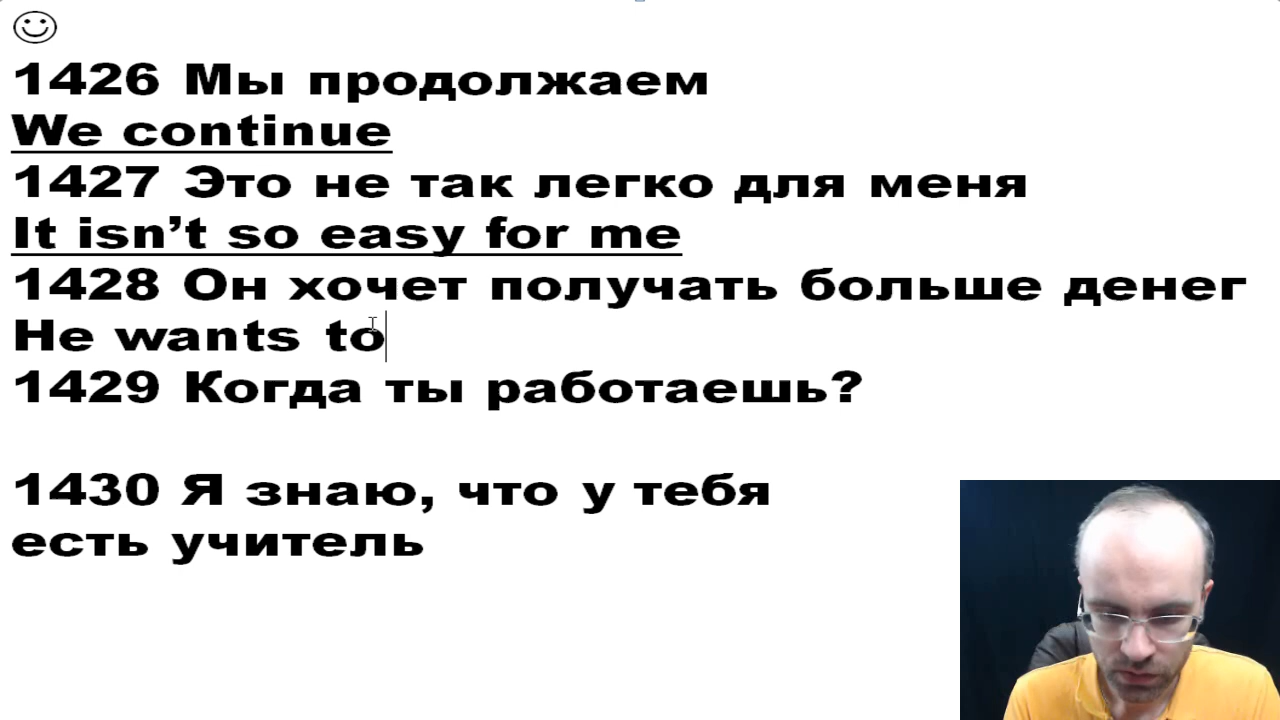 1426 Мы продолжаем
We continue
1427 Это не так легко для меня
It isn’t so easy for me
1428 Он хочет получать больше денег
He wants to
1429 Когда ты работаешь?
1430 Я знаю, что у тебя
есть учитель